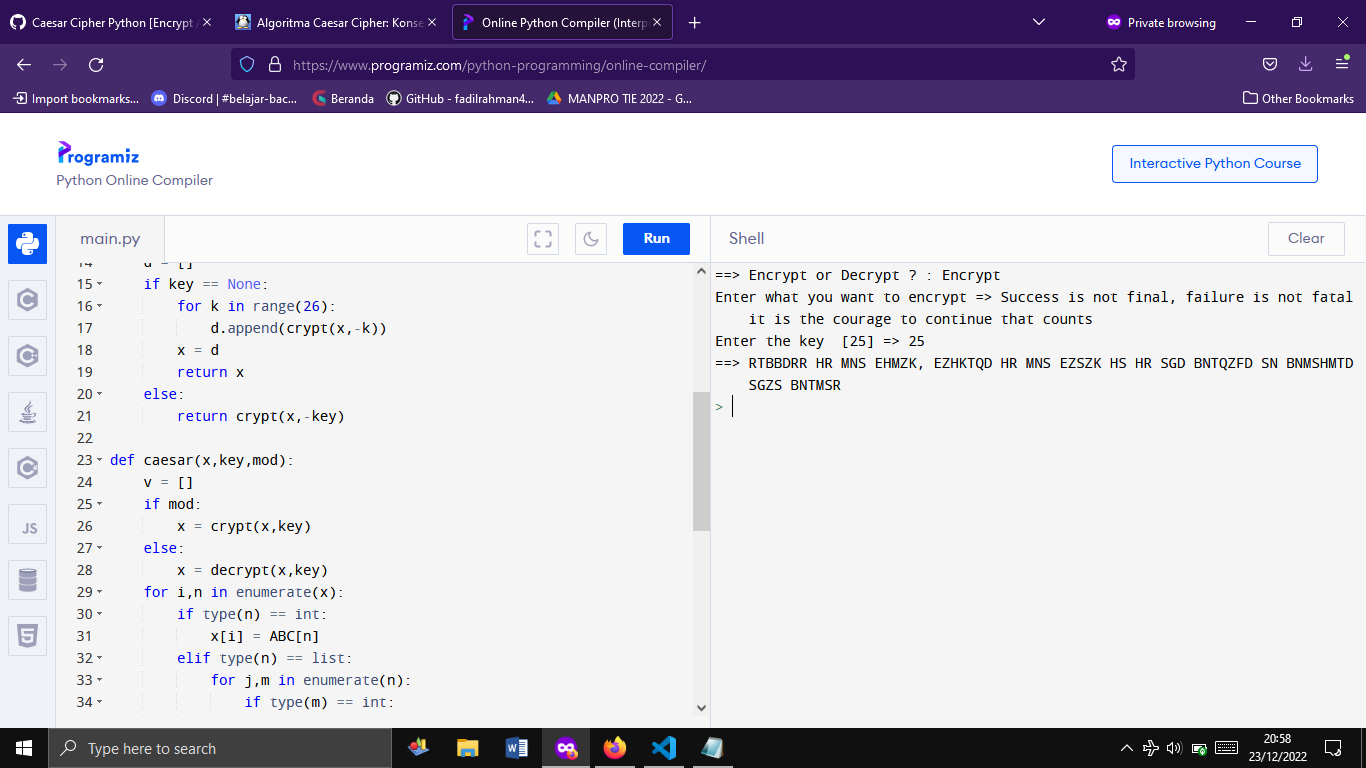 Caesar Cipher Python [Encrypt
Algoritma Caesar Cipher: Konse
Online Python Compiler (Interp
Private browsing
https://www.programiz.com/python-programming/online-compiler/
Import bookmarks...
Discord | #belajar-bac...
Beranda
GitHub - fadilrahman4...
MANPRO TIE 2022 - G...
Other Bookmarks
Programiz
Python Online Compiler
Interactive Python Course
main.py
Run
Shell
Clear
14     d = []
15     if key == None:
16         for k in range(26):
17             d.append(crypt(x,-k))
18         x = d
19         return x
20     else:
21         return crypt(x,-key)
22
23 def caesar(x,key,mod):
24     v = []
25     if mod:
26         x = crypt(x,key)
27     else:
28         x = decrypt(x,key)
29     for i,n in enumerate(x):
30         if type(n) == int:
31             x[i] = ABC[n]
32         elif type(n) == list:
33             for j,m in enumerate(n):
34                 if type(m) == int:
JS
==> Encrypt or Decrypt ? : Encrypt
Enter what you want to encrypt => Success is not final, failure is not fatal
it is the courage to continue that counts
Enter the key  [25] => 25
==> RTBBDRR HR MNS EHMZK, EZHKTQD HR MNS EZSZK HS HR SGD BNTQZFD SN BNMSHMTD
SGZS BNTMSR
>
Type here to search
20:58
23/12/2022